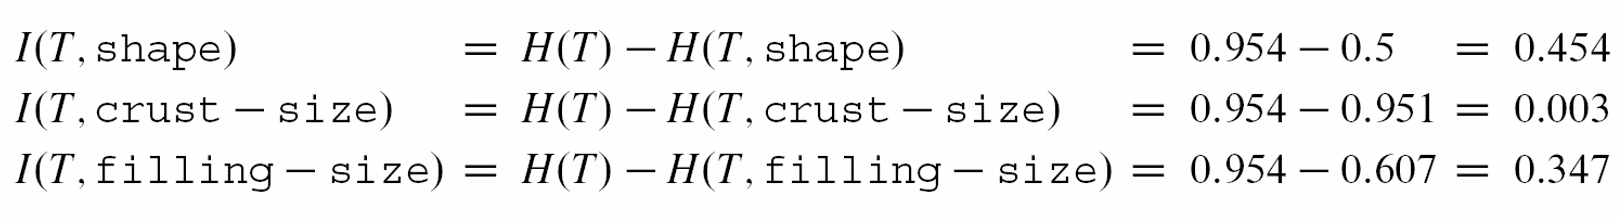 I(T, shape) = H(T) − H(T, shape) = 0.954 − 0.5 = 0.454
I(T, crust − size) = H(T) − H(T, crust − size) = 0.954 − 0.951 = 0.003
I(T, filling − size) = H(T) − H(T, filling − size) = 0.954 − 0.607 = 0.347